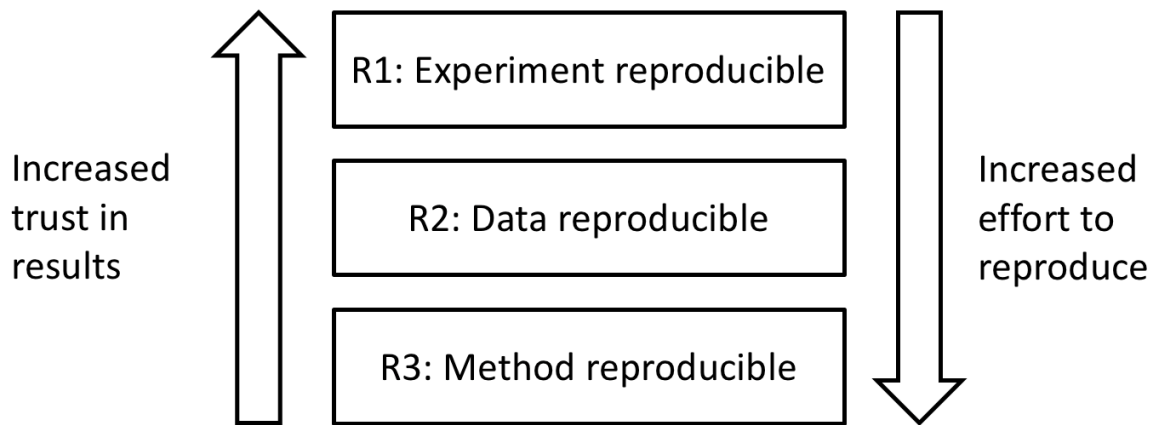 R1: Experiment reproducible
Increased
trust in
results
R2: Data reproducible
Increased
effort to
reproduce
R3: Method reproducible